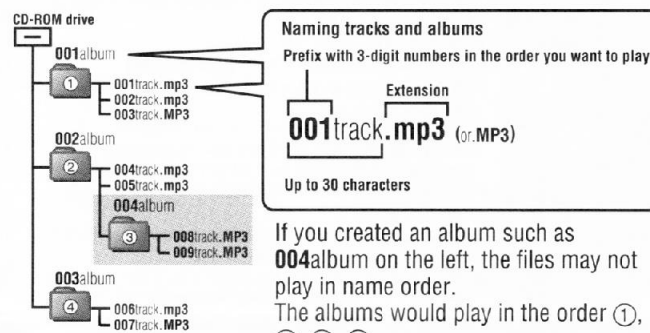 CD-ROM drive
001album
①
001track.mp3
002track.mp3
003track.MP3
002album
②
004track.mp3
005track.mp3
004album
③
008track.MP3
009track.MP3
003album
④
006track.mp3
007track.MP3
Naming tracks and albums
Prefix with 3-digit numbers in the order you want to play
Extension
001track.mp3 (or.MP3)
Up to 30 characters
If you created an album such as
004album on the left, the files may not
play in name order.
The albums would play in the order ①,